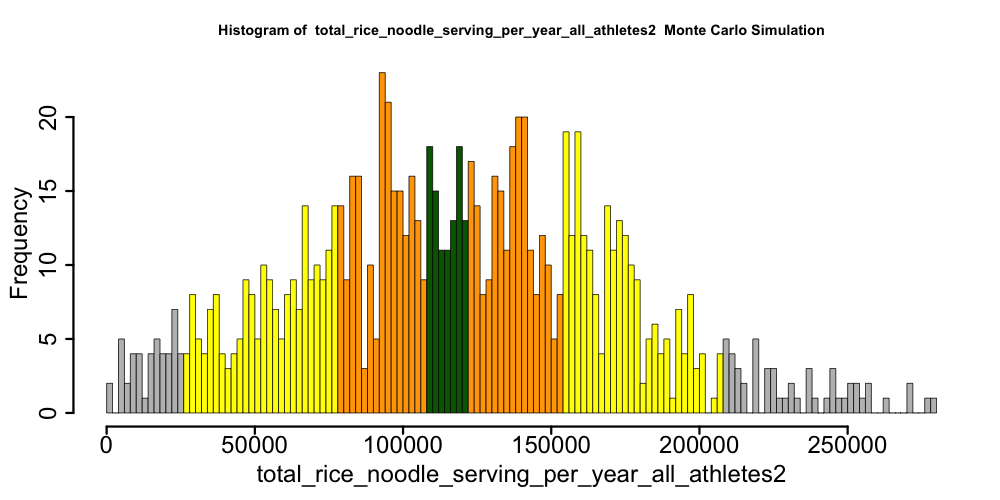 Histogram of  total_rice_noodle_serving_per_year_all_athletes2  Monte Carlo Simulation
Frequency
20
15
10
5
0
0 50000 100000 150000 200000 250000
total_rice_noodle_serving_per_year_all_athletes2